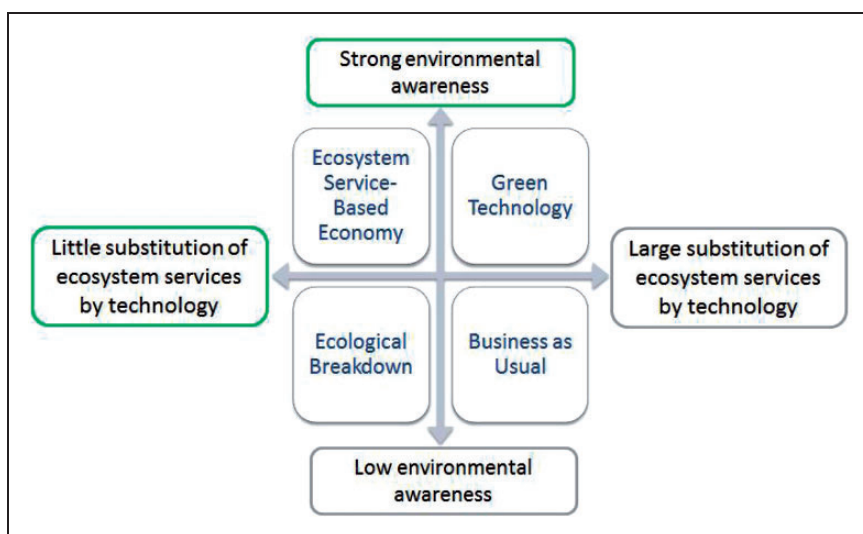 Strong environmental
awareness
Ecosystem
Service-
Based
Economy
Green
Technology
Little substitution of
ecosystem services
by technology
Large substitution of
ecosystem services
by technology
Ecological
Breakdown
Business as
Usual
Low environmental
awareness